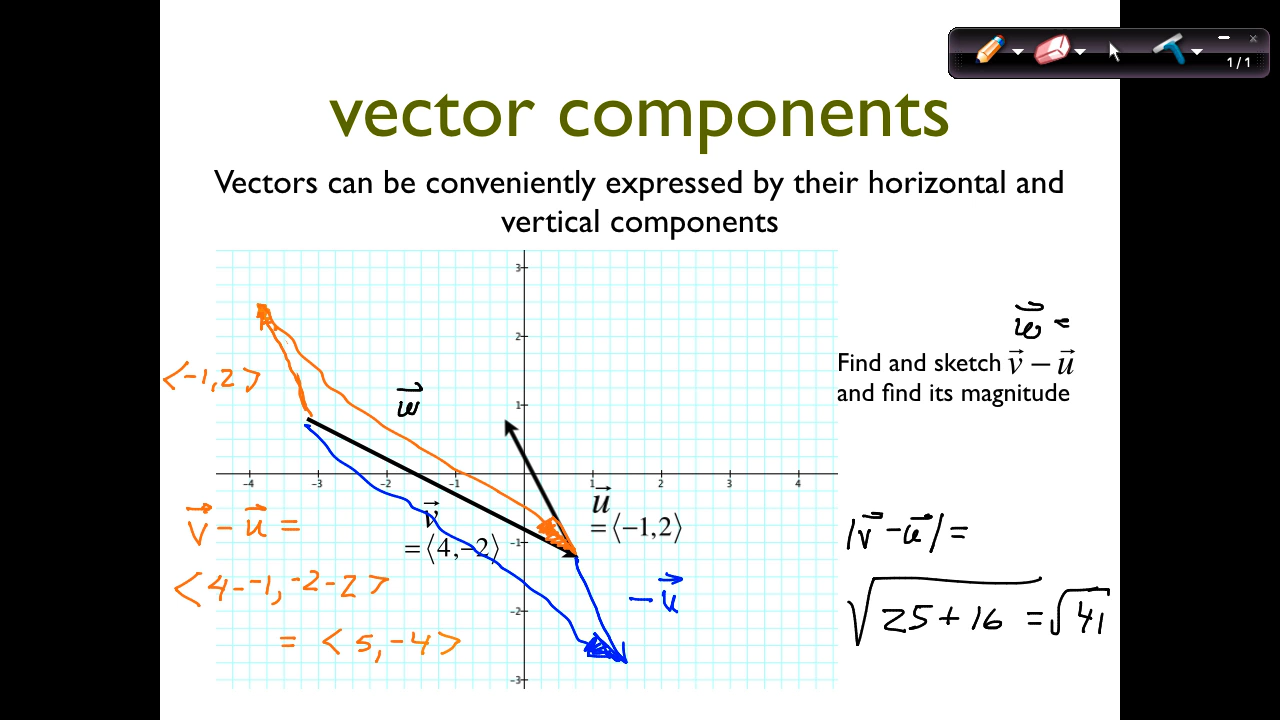 1/1
vector components
Vectors can be conveniently expressed by their horizontal and
vertical components
3
2
1
-1
-2
-3
-4 -3 -2 -1 1 2 3 4
w⃗ =
Find and sketch v⃗ − u⃗
and find its magnitude
<-1,2>
w⃗
u⃗
= ⟨−1,2⟩
v⃗
= ⟨4,−2⟩
v⃗ - u⃗ =
<4--1, -2-2>
= <5,-4>
-u⃗
|v⃗ - u⃗| =
√25+16 = √41